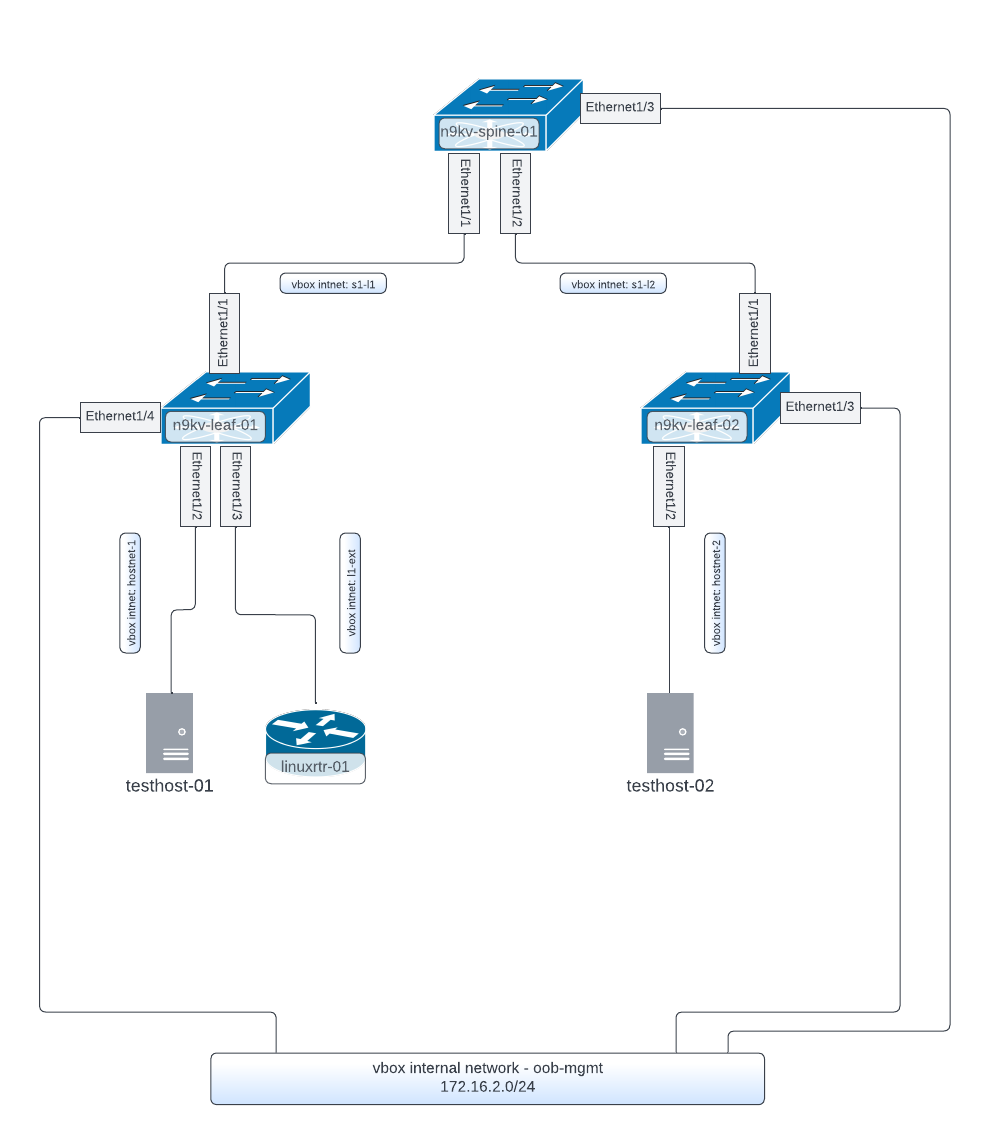 Ethernet1/3
n9kv-spine-01
Ethernet1/1
Ethernet1/2
vbox intnet: s1-l1
vbox intnet: s1-l2
Ethernet1/1
Ethernet1/1
Ethernet1/4
n9kv-leaf-01
n9kv-leaf-02
Ethernet1/3
Ethernet1/2
Ethernet1/3
Ethernet1/2
vbox intnet: hostnet-1
vbox intnet: l1-ext
vbox intnet: hostnet-2
testhost-01
linuxrtr-01
testhost-02
vbox internal network - oob-mgmt
172.16.2.0/24